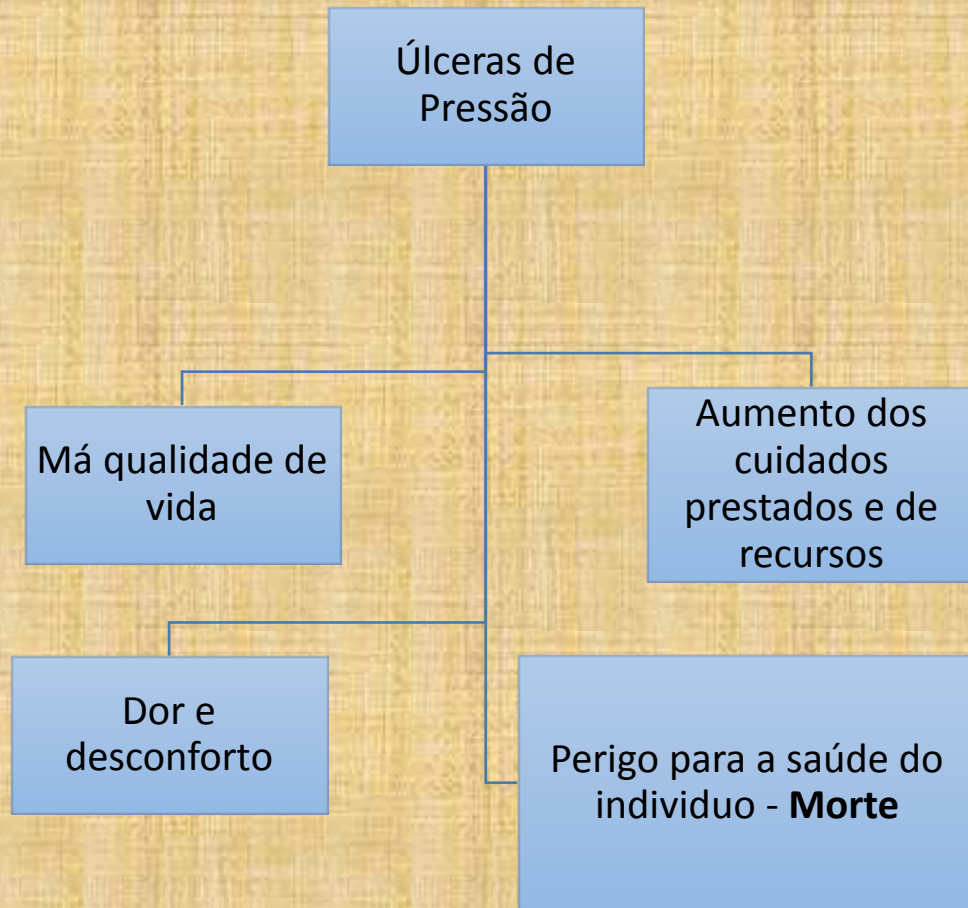 Úlceras de
Pressão
Má qualidade de
vida
Aumento dos
cuidados
prestados e de
recursos
Dor e
desconforto
Perigo para a saúde do
individuo - Morte